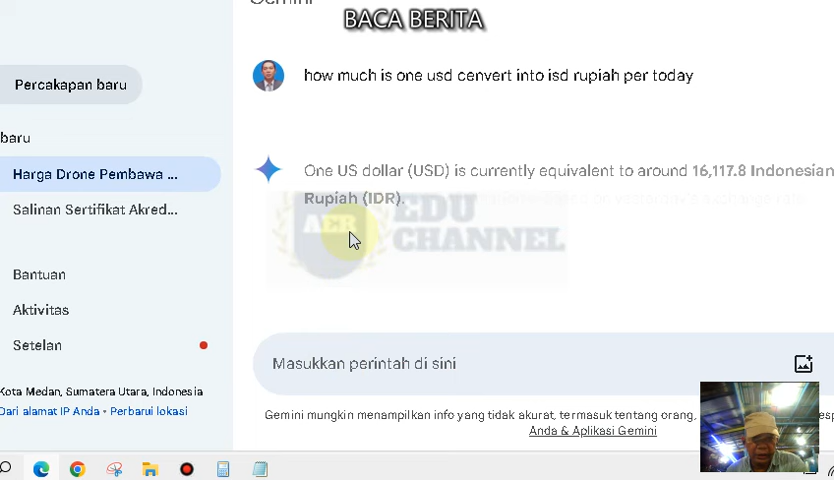 Gemini
BACA BERITA
Percakapan baru
how much is one usd cenvert into isd rupiah per today
baru
Harga Drone Pembawa ...
One US dollar (USD) is currently equivalent to around 16,117.8 Indonesian
Rupiah (IDR).
Salinan Sertifikat Akred...
AER EDU
CHANNEL
Bantuan
Aktivitas
Setelan
Masukkan perintah di sini
Kota Medan, Sumatera Utara, Indonesia
Dari alamat IP Anda • Perbarui lokasi
Gemini mungkin menampilkan info yang tidak akurat, termasuk tentang orang,
Anda & Aplikasi Gemini